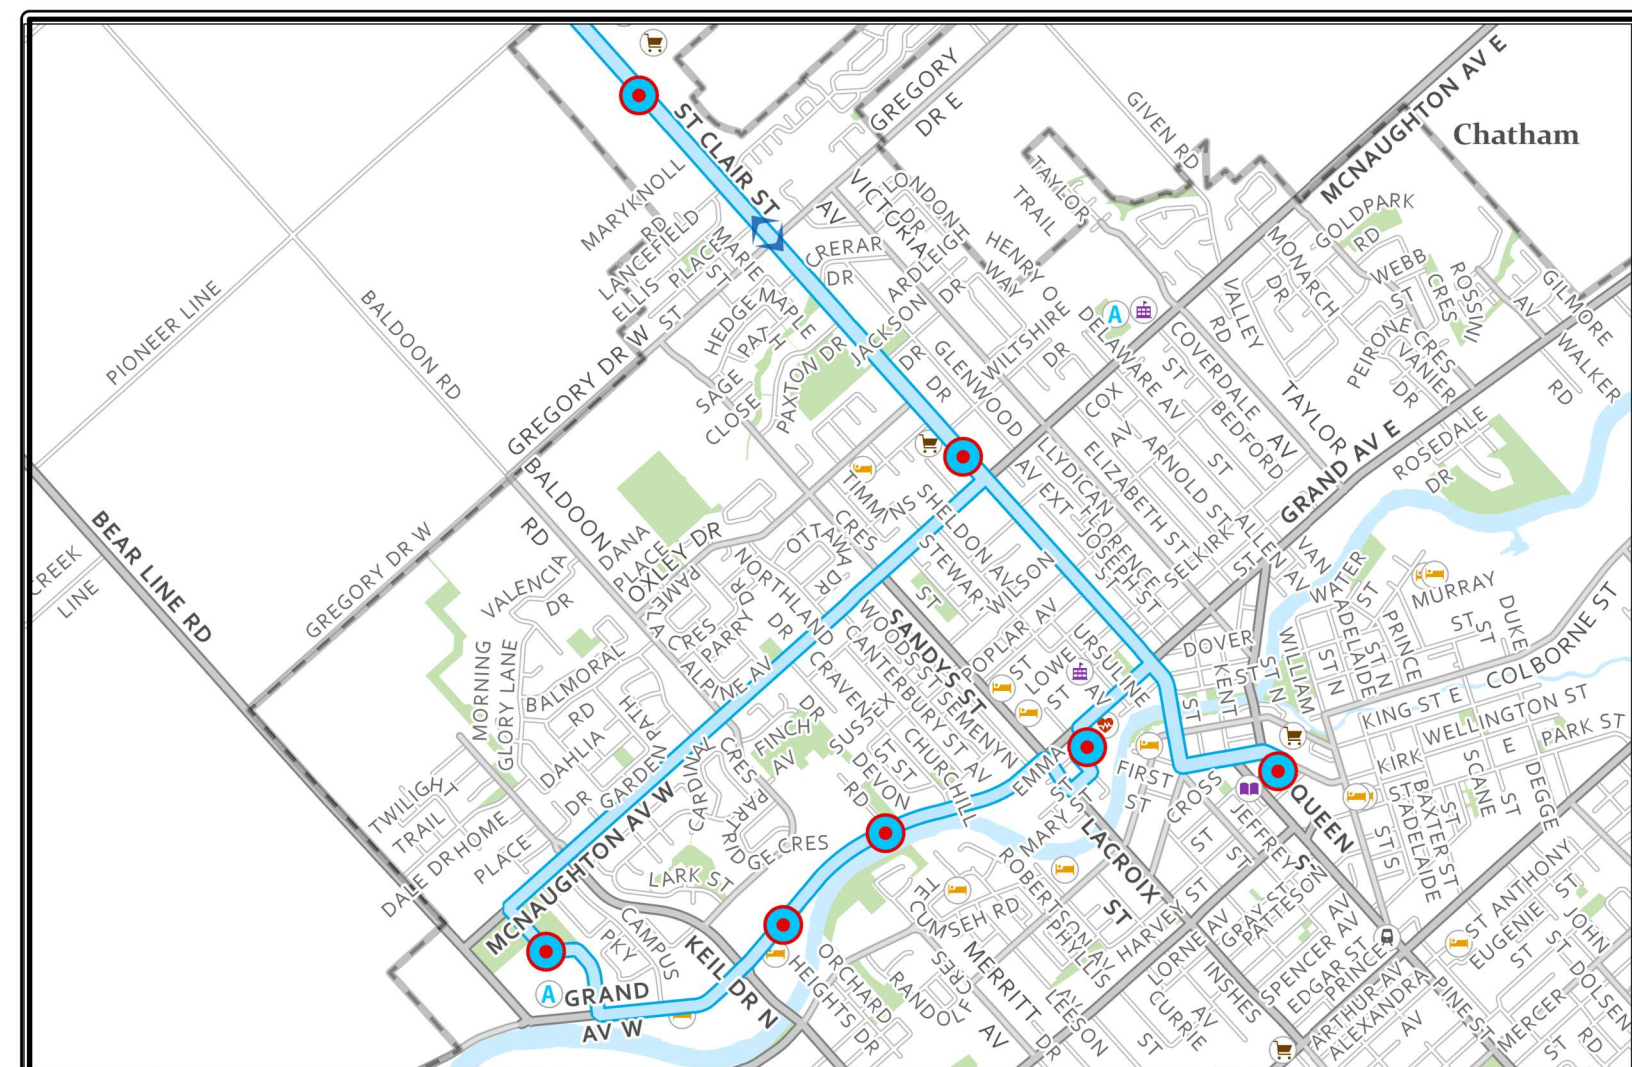 MCNAUGHTON AV E
Chatham
GREGORY
DR E
GIVEN RD
ST CLAIR ST
MARYKNOLL
RD
LANCEFIELD
PLACE
ELLIS
ST
MARIE
AV
VICTORIA
LONDON
DR
CRERAR
DR
ARDLEIGH
DR
HENRY O
WAY
TAYLOR
TRAIL
GOLDPARK
RD
MONARCH
DR
WEBB
ST
CRES
ROSSINI
AV
GILMORE
PIONEER LINE
BALDOON RD
HEDGE
MAPLE
PATH
SAGE
CLOSE
PAXTON DR
JACKSON
DR
GLENWOOD
DR
WILTSHIRE
DR
DELAWARE AV
A
COVERDALE
ST
VALLEY
RD
PEIRONE
CRES
VANIER
DR
WALKER
RD
GREGORY DR W
ST
COX
AV
BEDFORD
ST
TAYLOR
AV
ARNOLD ST
ELIZABETH ST
GRAND AV E
ROSEDALE
DR
BEAR LINE RD
BALDOON
RD
DANA
PLACE
OXLEY DR
TIMMINS
CRES
SHELDON AV
LYDICAN
AV EXT
FLORENCE ST
JOSEPH ST
SELKIRK
ST
ALLEN AV
VAN
CREEK
LINE
GREGORY DR W
VALENCIA
DR
PAMELA
CRES
PARRY
DR
NORTHLAND
DR
OTTAWA DR
STEWART
ST
WILSON
AV
POPLAR
ST
WATER
ST
MURRAY
ST
DUKE
ST
COLBORNE ST
PRINCE
ST N
ADELAIDE
ST N
WILLIAM
ST N
DOVER
ST
KENT
ST
MORNING
GLORY LANE
BALMORAL
RD
DAHLIA
DR
GARDEN PATH
ALPINE AV
CRAVEN
DR
WOODS ST
CANTERBURY ST
SEMENYN
AV
SANDYS ST
LOWE
ST
URSULINE
AV
KING ST E
WELLINGTON ST
E
PARK ST
KIRK
ST
SCANE
ST
DEGGE
ST
TWILIGHT
TRAIL
DALE DR
HOME
PLACE
MCNAUGHTON AV W
CARDINAL
CRES
FINCH
AV
PARTRIDGE CRES
SUSSEX
ST
DEVON
RD
CHURCHILL
ST
EMMA
ST
MARY ST
FIRST
ST
CROSS
ST
JEFFREY
ST
QUEEN
ST
BAXTER ST
ADELAIDE
ST S
LARK ST
CAMPUS
PKY
KEIL DR N
LACROIX
ST
ROBERTSON
AV
CUMSEH RD
HARVEY ST
GRAY ST
PATTESON
AV
ST ANTHONY
ST
EUGENIE
ST
JOHN
ST
A
GRAND
AV W
HEIGHTS DR
ORCHARD
RANDOLF
CRES
MERRITT
AV
PHYLLIS
AV
LEESON
DR
LORNE AV
INSHES
AV
CURRIE
ST
SPENCER AV
EDGAR ST
PRINCE
ARTHUR AV
ALEXANDRA
AV
PINE ST
MERCER
ST
DOLSEN
RD